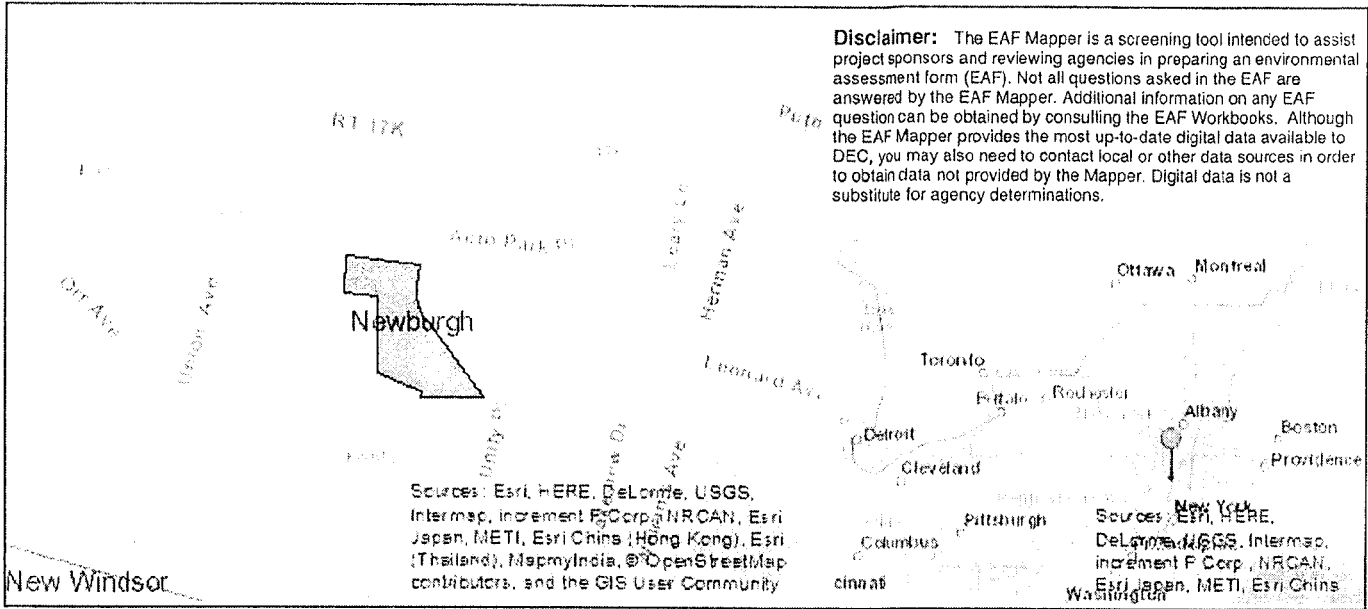 Disclaimer: The EAF Mapper is a screening tool intended to assist
project sponsors and reviewing agencies in preparing an environmental
assessment form (EAF). Not all questions asked in the EAF are
answered by the EAF Mapper. Additional information on any EAF
question can be obtained by consulting the EAF Workbooks. Although
the EAF Mapper provides the most up-to-date digital data available to
DEC, you may also need to contact local or other data sources in order
to obtain data not provided by the Mapper. Digital data is not a
substitute for agency determinations.
RT 17K
Auto Park Pl
Herman Ave
Orr Ave
Union Ave
Newburgh
Leonard Ave
Unity Pl
Ave
New Windsor
Sources: Esri, HERE, DeLorme, USGS,
Intermap, increment P Corp., NRCAN, Esri
Japan, METI, Esri China (Hong Kong), Esri
(Thailand), MapmyIndia, © OpenStreetMap
contributors, and the GIS User Community
Ottawa
Montreal
Toronto
Buffalo
Rochester
Albany
Detroit
Boston
Cleveland
Providence
New York
Pittsburgh
Columbus
cinnati
Washington
Sources: Esri, HERE,
DeLorme, USGS, Intermap,
increment P Corp., NRCAN,
Esri Japan, METI, Esri China